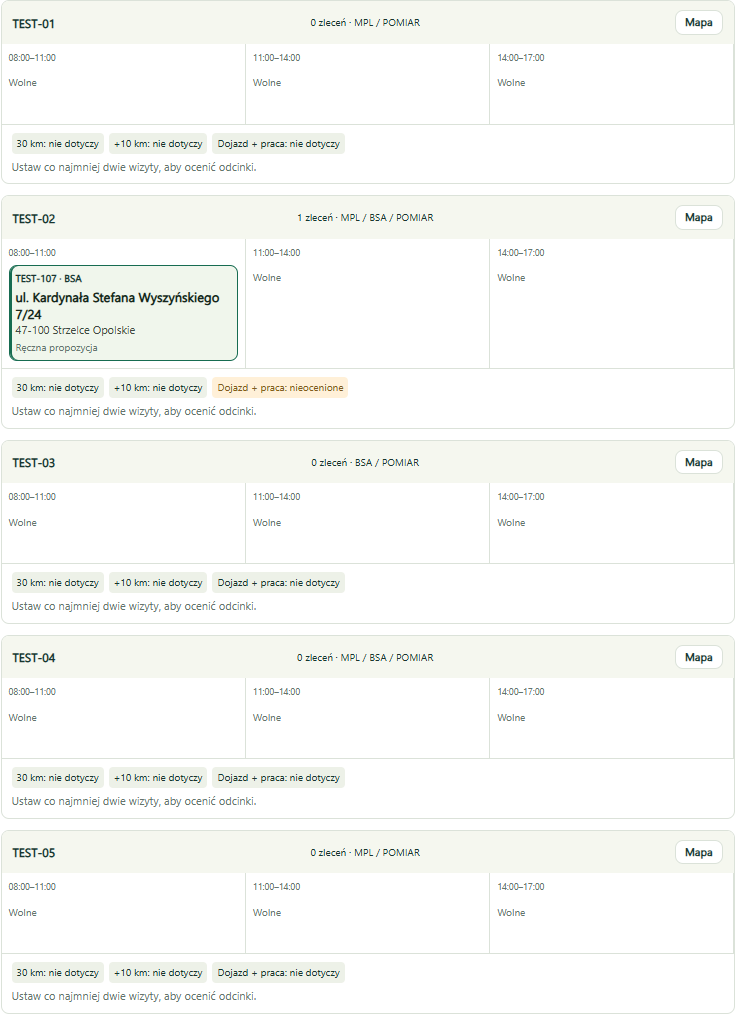 TEST-01 0 zleceń · MPL / POMIAR Mapa
08:00–11:00 11:00–14:00 14:00–17:00
Wolne Wolne Wolne
30 km: nie dotyczy +10 km: nie dotyczy Dojazd + praca: nie dotyczy
Ustaw co najmniej dwie wizyty, aby ocenić odcinki.
TEST-02 1 zleceń · MPL / BSA / POMIAR Mapa
08:00–11:00 11:00–14:00 14:00–17:00
TEST-107 · BSA Wolne Wolne
ul. Kardynała Stefana Wyszyńskiego
7/24
47-100 Strzelce Opolskie
Ręczna propozycja
30 km: nie dotyczy +10 km: nie dotyczy Dojazd + praca: nieocenione
Ustaw co najmniej dwie wizyty, aby ocenić odcinki.
TEST-03 0 zleceń · BSA / POMIAR Mapa
08:00–11:00 11:00–14:00 14:00–17:00
Wolne Wolne Wolne
30 km: nie dotyczy +10 km: nie dotyczy Dojazd + praca: nie dotyczy
Ustaw co najmniej dwie wizyty, aby ocenić odcinki.
TEST-04 0 zleceń · MPL / BSA / POMIAR Mapa
08:00–11:00 11:00–14:00 14:00–17:00
Wolne Wolne Wolne
30 km: nie dotyczy +10 km: nie dotyczy Dojazd + praca: nie dotyczy
Ustaw co najmniej dwie wizyty, aby ocenić odcinki.
TEST-05 0 zleceń · MPL / POMIAR Mapa
08:00–11:00 11:00–14:00 14:00–17:00
Wolne Wolne Wolne
30 km: nie dotyczy +10 km: nie dotyczy Dojazd + praca: nie dotyczy
Ustaw co najmniej dwie wizyty, aby ocenić odcinki.